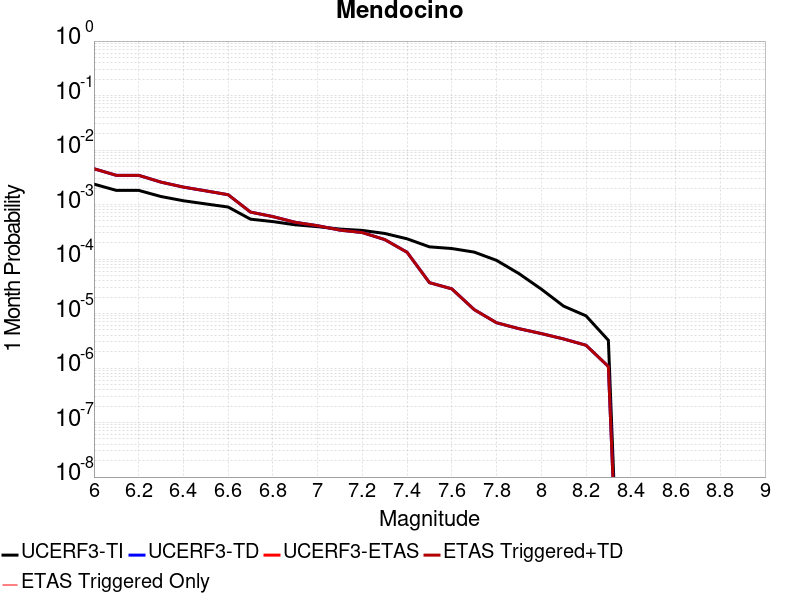 Mendocino
10^0
10^-1
10^-2
10^-3
10^-4
10^-5
10^-6
10^-7
10^-8
1 Month Probability
6 6.2 6.4 6.6 6.8 7 7.2 7.4 7.6 7.8 8 8.2 8.4 8.6 8.8 9
Magnitude
UCERF3-TI UCERF3-TD UCERF3-ETAS ETAS Triggered+TD
ETAS Triggered Only